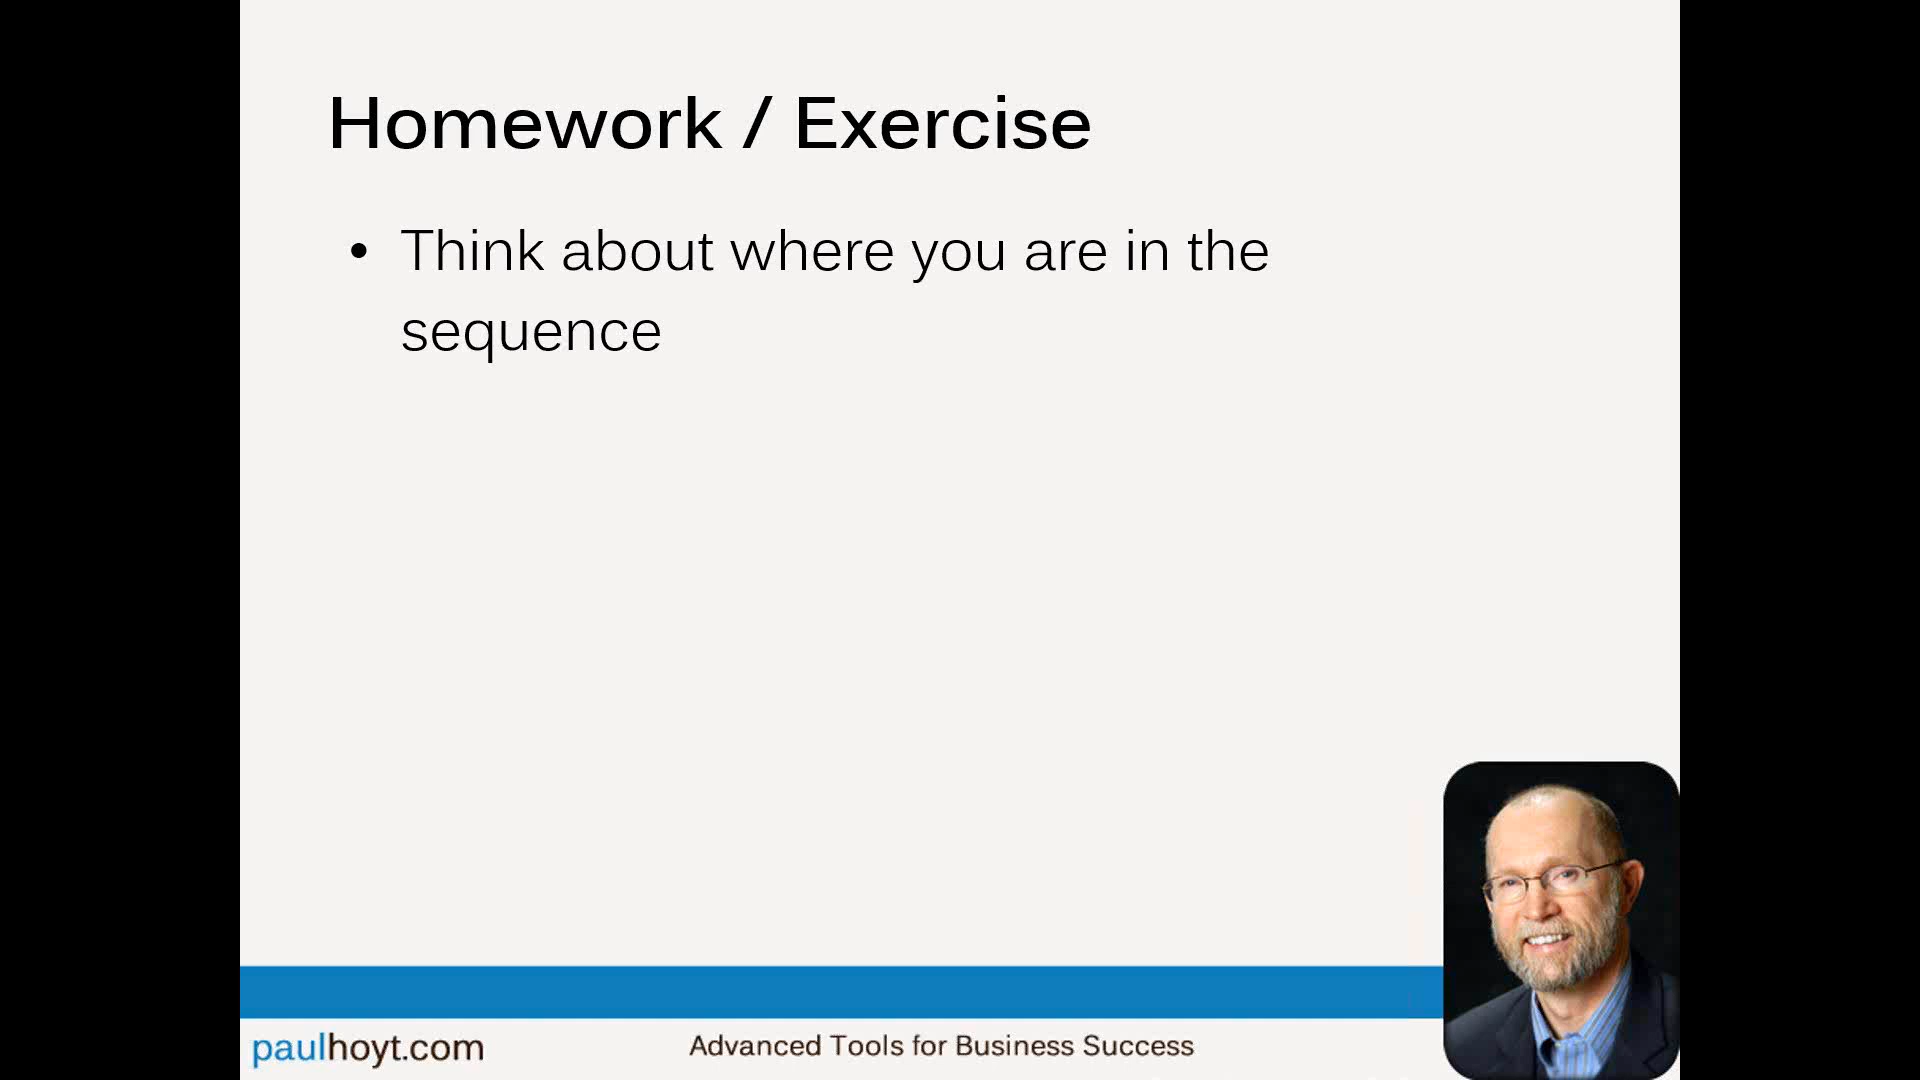 Homework / Exercise
• Think about where you are in the
sequence
paulhoyt.com
Advanced Tools for Business Success